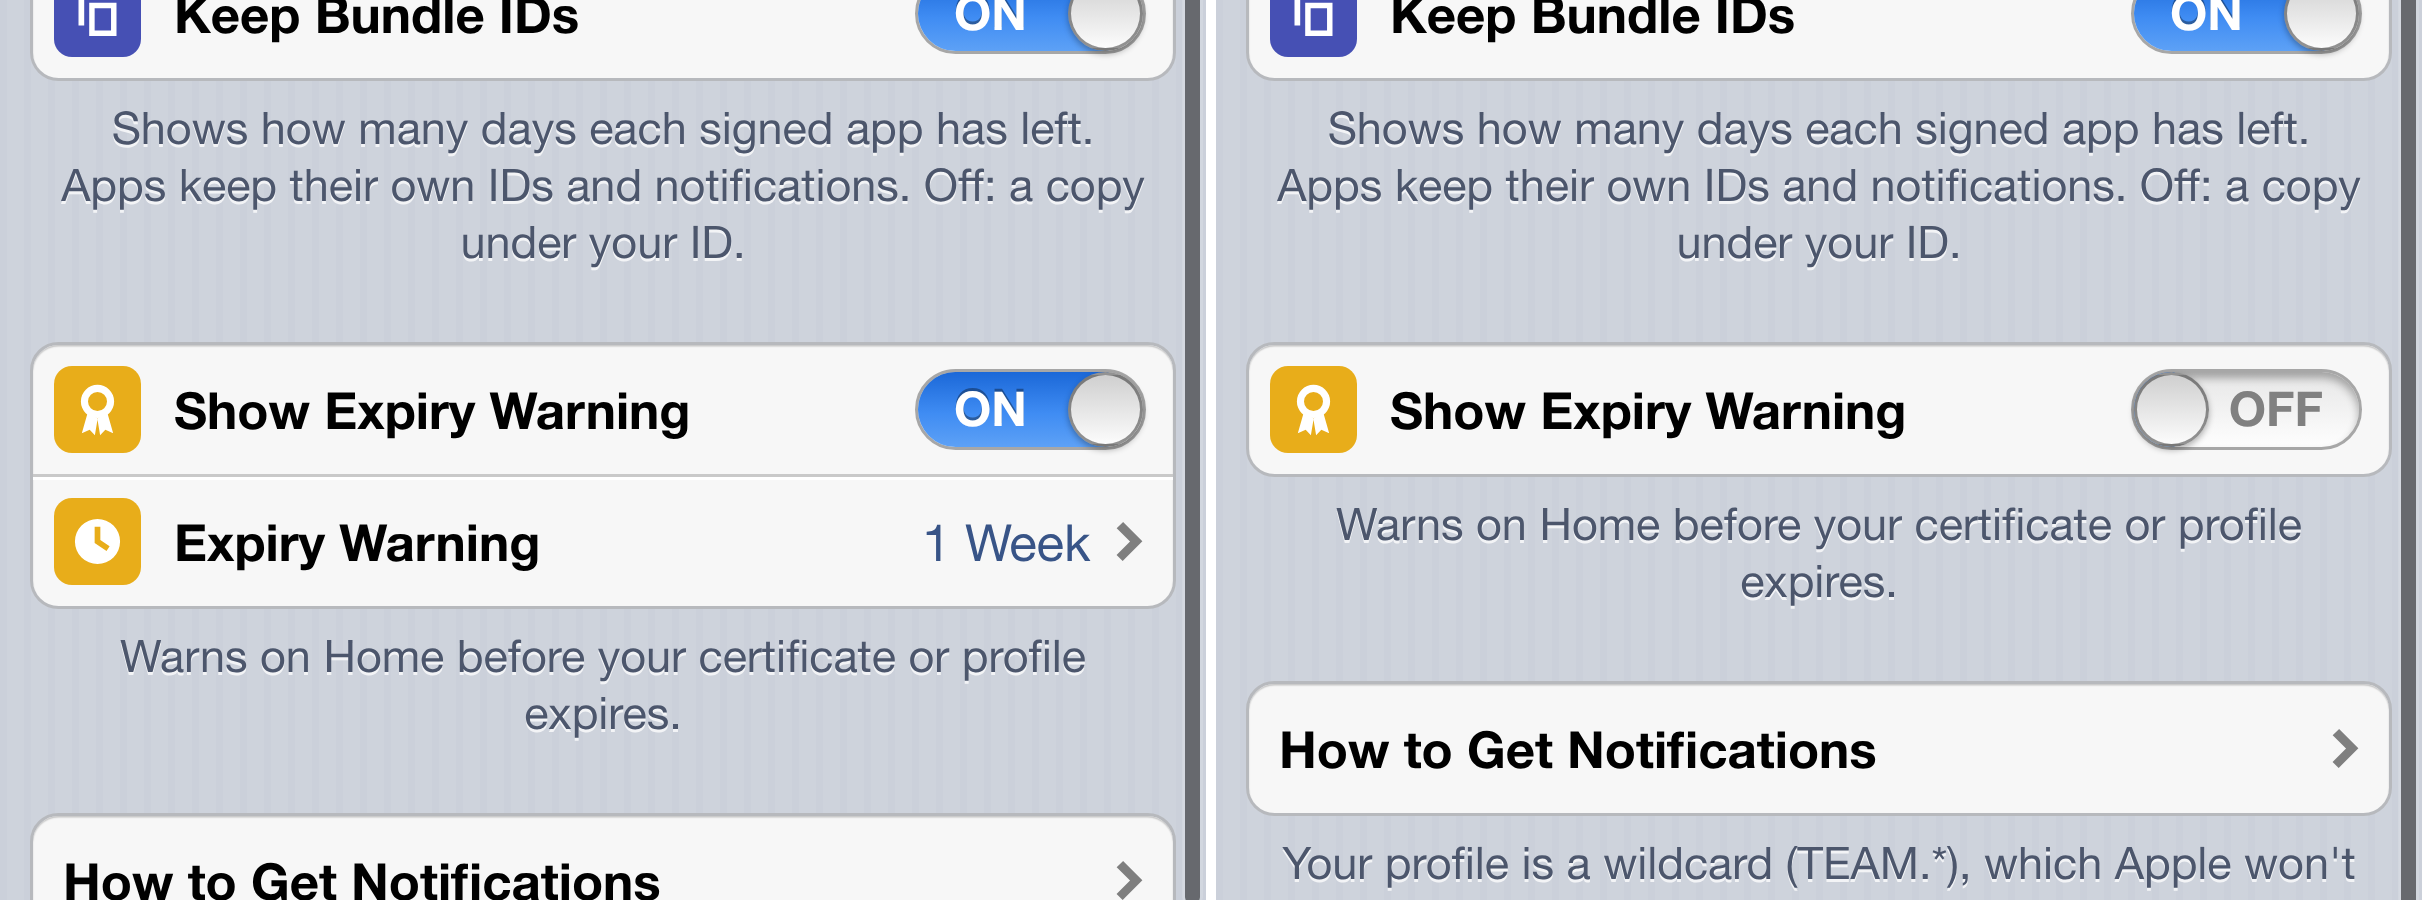 Keep Bundle IDs
ON
Shows how many days each signed app has left.
Apps keep their own IDs and notifications. Off: a copy
under your ID.
Show Expiry Warning
ON
Expiry Warning
1 Week
Warns on Home before your certificate or profile
expires.
How to Get Notifications
Keep Bundle IDs
ON
Shows how many days each signed app has left.
Apps keep their own IDs and notifications. Off: a copy
under your ID.
Show Expiry Warning
OFF
Warns on Home before your certificate or profile
expires.
How to Get Notifications
Your profile is a wildcard (TEAM.*), which Apple won't